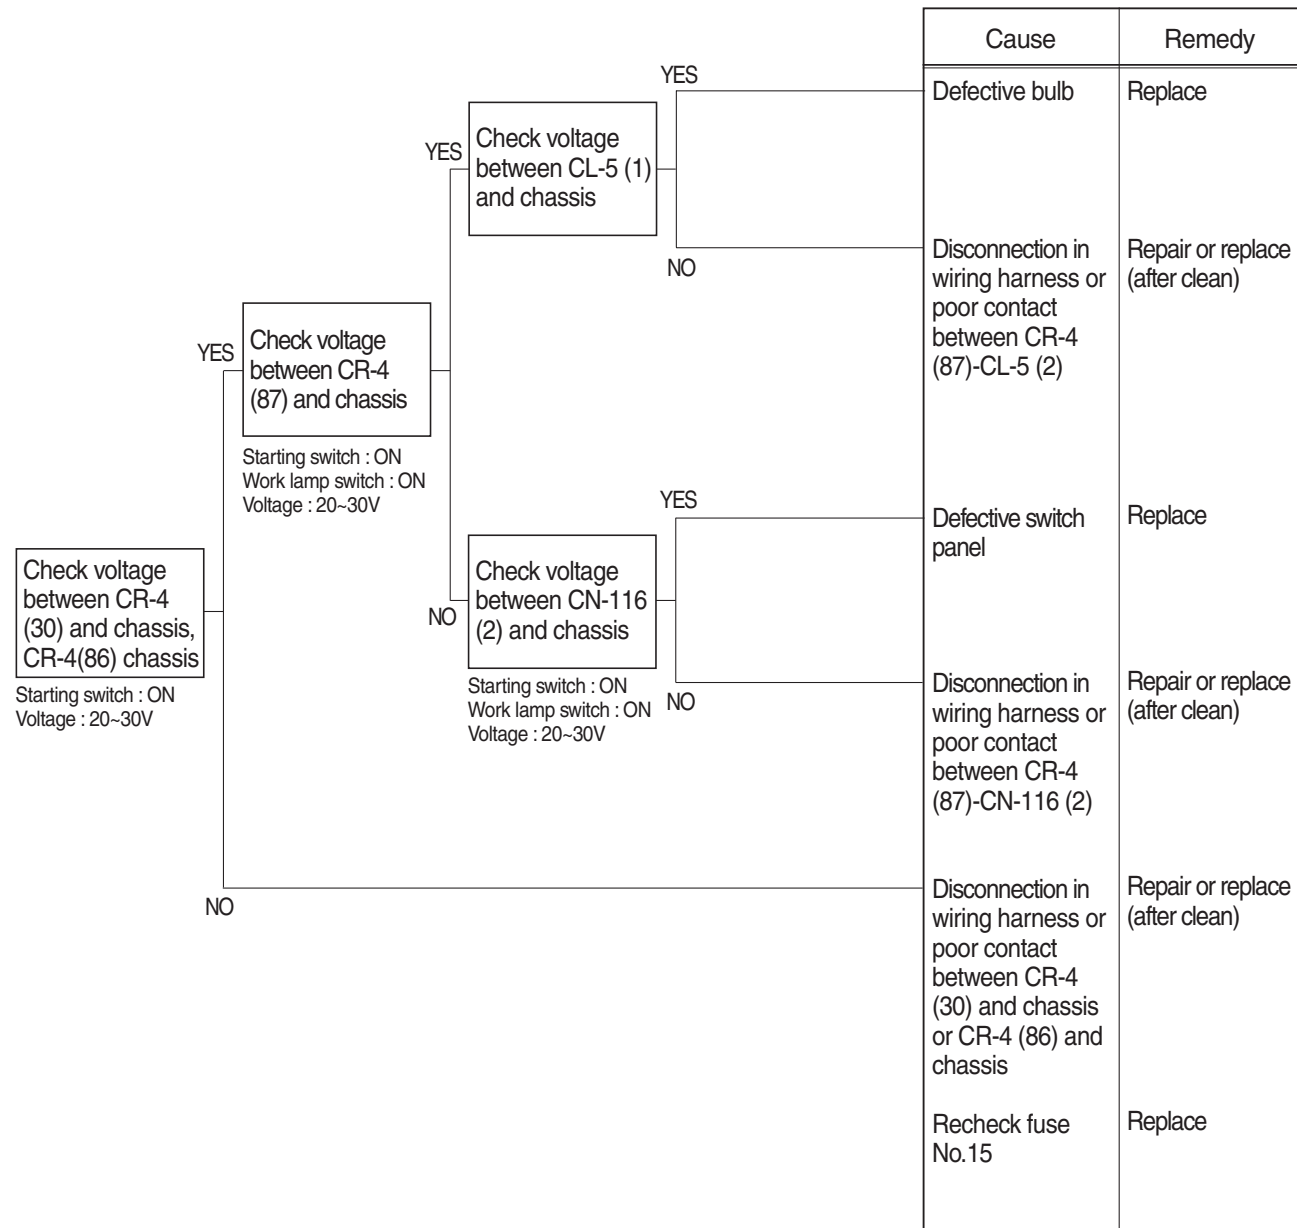 Cause
Remedy
YES
Defective bulb
Replace
YES
Check voltage
between CL-5 (1)
and chassis
NO
Disconnection in
wiring harness or
poor contact
between CR-4
(87)-CL-5 (2)
Repair or replace
(after clean)
YES
Check voltage
between CR-4
(87) and chassis
Starting switch : ON
Work lamp switch : ON
Voltage : 20~30V
YES
Defective switch
panel
Replace
Check voltage
between CR-4
(30) and chassis,
CR-4(86) chassis
Starting switch : ON
Voltage : 20~30V
NO
Check voltage
between CN-116
(2) and chassis
Starting switch : ON
Work lamp switch : ON
Voltage : 20~30V
NO
Disconnection in
wiring harness or
poor contact
between CR-4
(87)-CN-116 (2)
Repair or replace
(after clean)
NO
Disconnection in
wiring harness or
poor contact
between CR-4
(30) and chassis
or CR-4 (86) and
chassis
Repair or replace
(after clean)
Recheck fuse
No.15
Replace